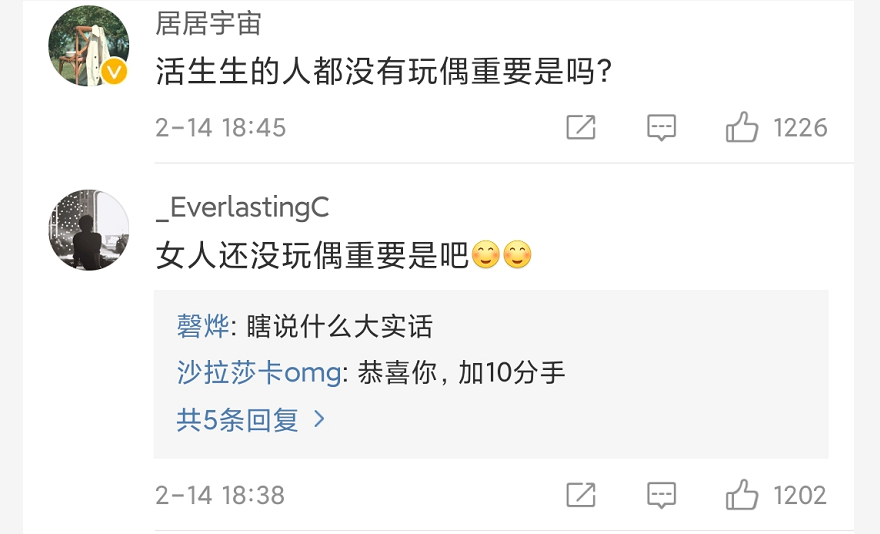 居居宇宙
活生生的人都没有玩偶重要是吗?
2-14 18:45
1226
_EverlastingC
女人还没玩偶重要是吧😊😊
磬烨: 瞎说什么大实话
沙拉莎卡omg: 恭喜你, 加10分手
共5条回复 >
2-14 18:38
1202